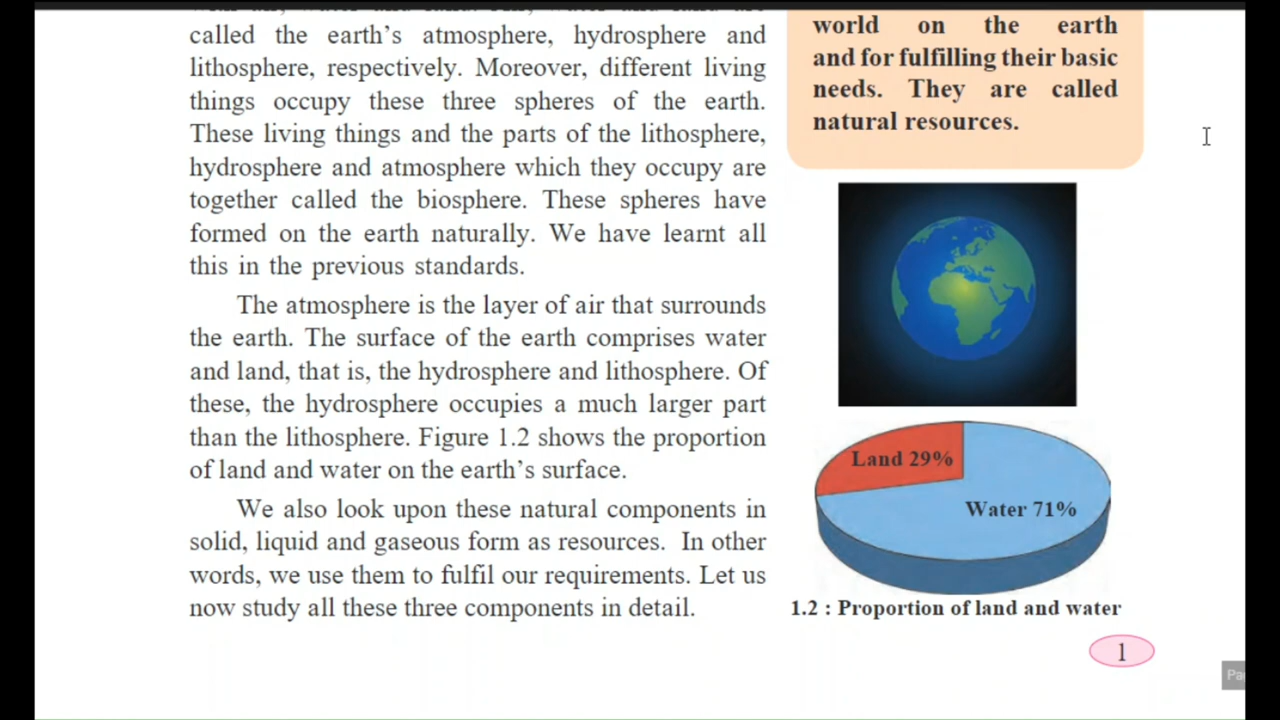 called the earth's atmosphere, hydrosphere and
lithosphere, respectively. Moreover, different living
things occupy these three spheres of the earth.
These living things and the parts of the lithosphere,
hydrosphere and atmosphere which they occupy are
together called the biosphere. These spheres have
formed on the earth naturally. We have learnt all
this in the previous standards.
The atmosphere is the layer of air that surrounds
the earth. The surface of the earth comprises water
and land, that is, the hydrosphere and lithosphere. Of
these, the hydrosphere occupies a much larger part
than the lithosphere. Figure 1.2 shows the proportion
of land and water on the earth's surface.
We also look upon these natural components in
solid, liquid and gaseous form as resources. In other
words, we use them to fulfil our requirements. Let us
now study all these three components in detail.
world on the earth
and for fulfilling their basic
needs. They are called
natural resources.
Land 29%
Water 71%
1.2 : Proportion of land and water
1